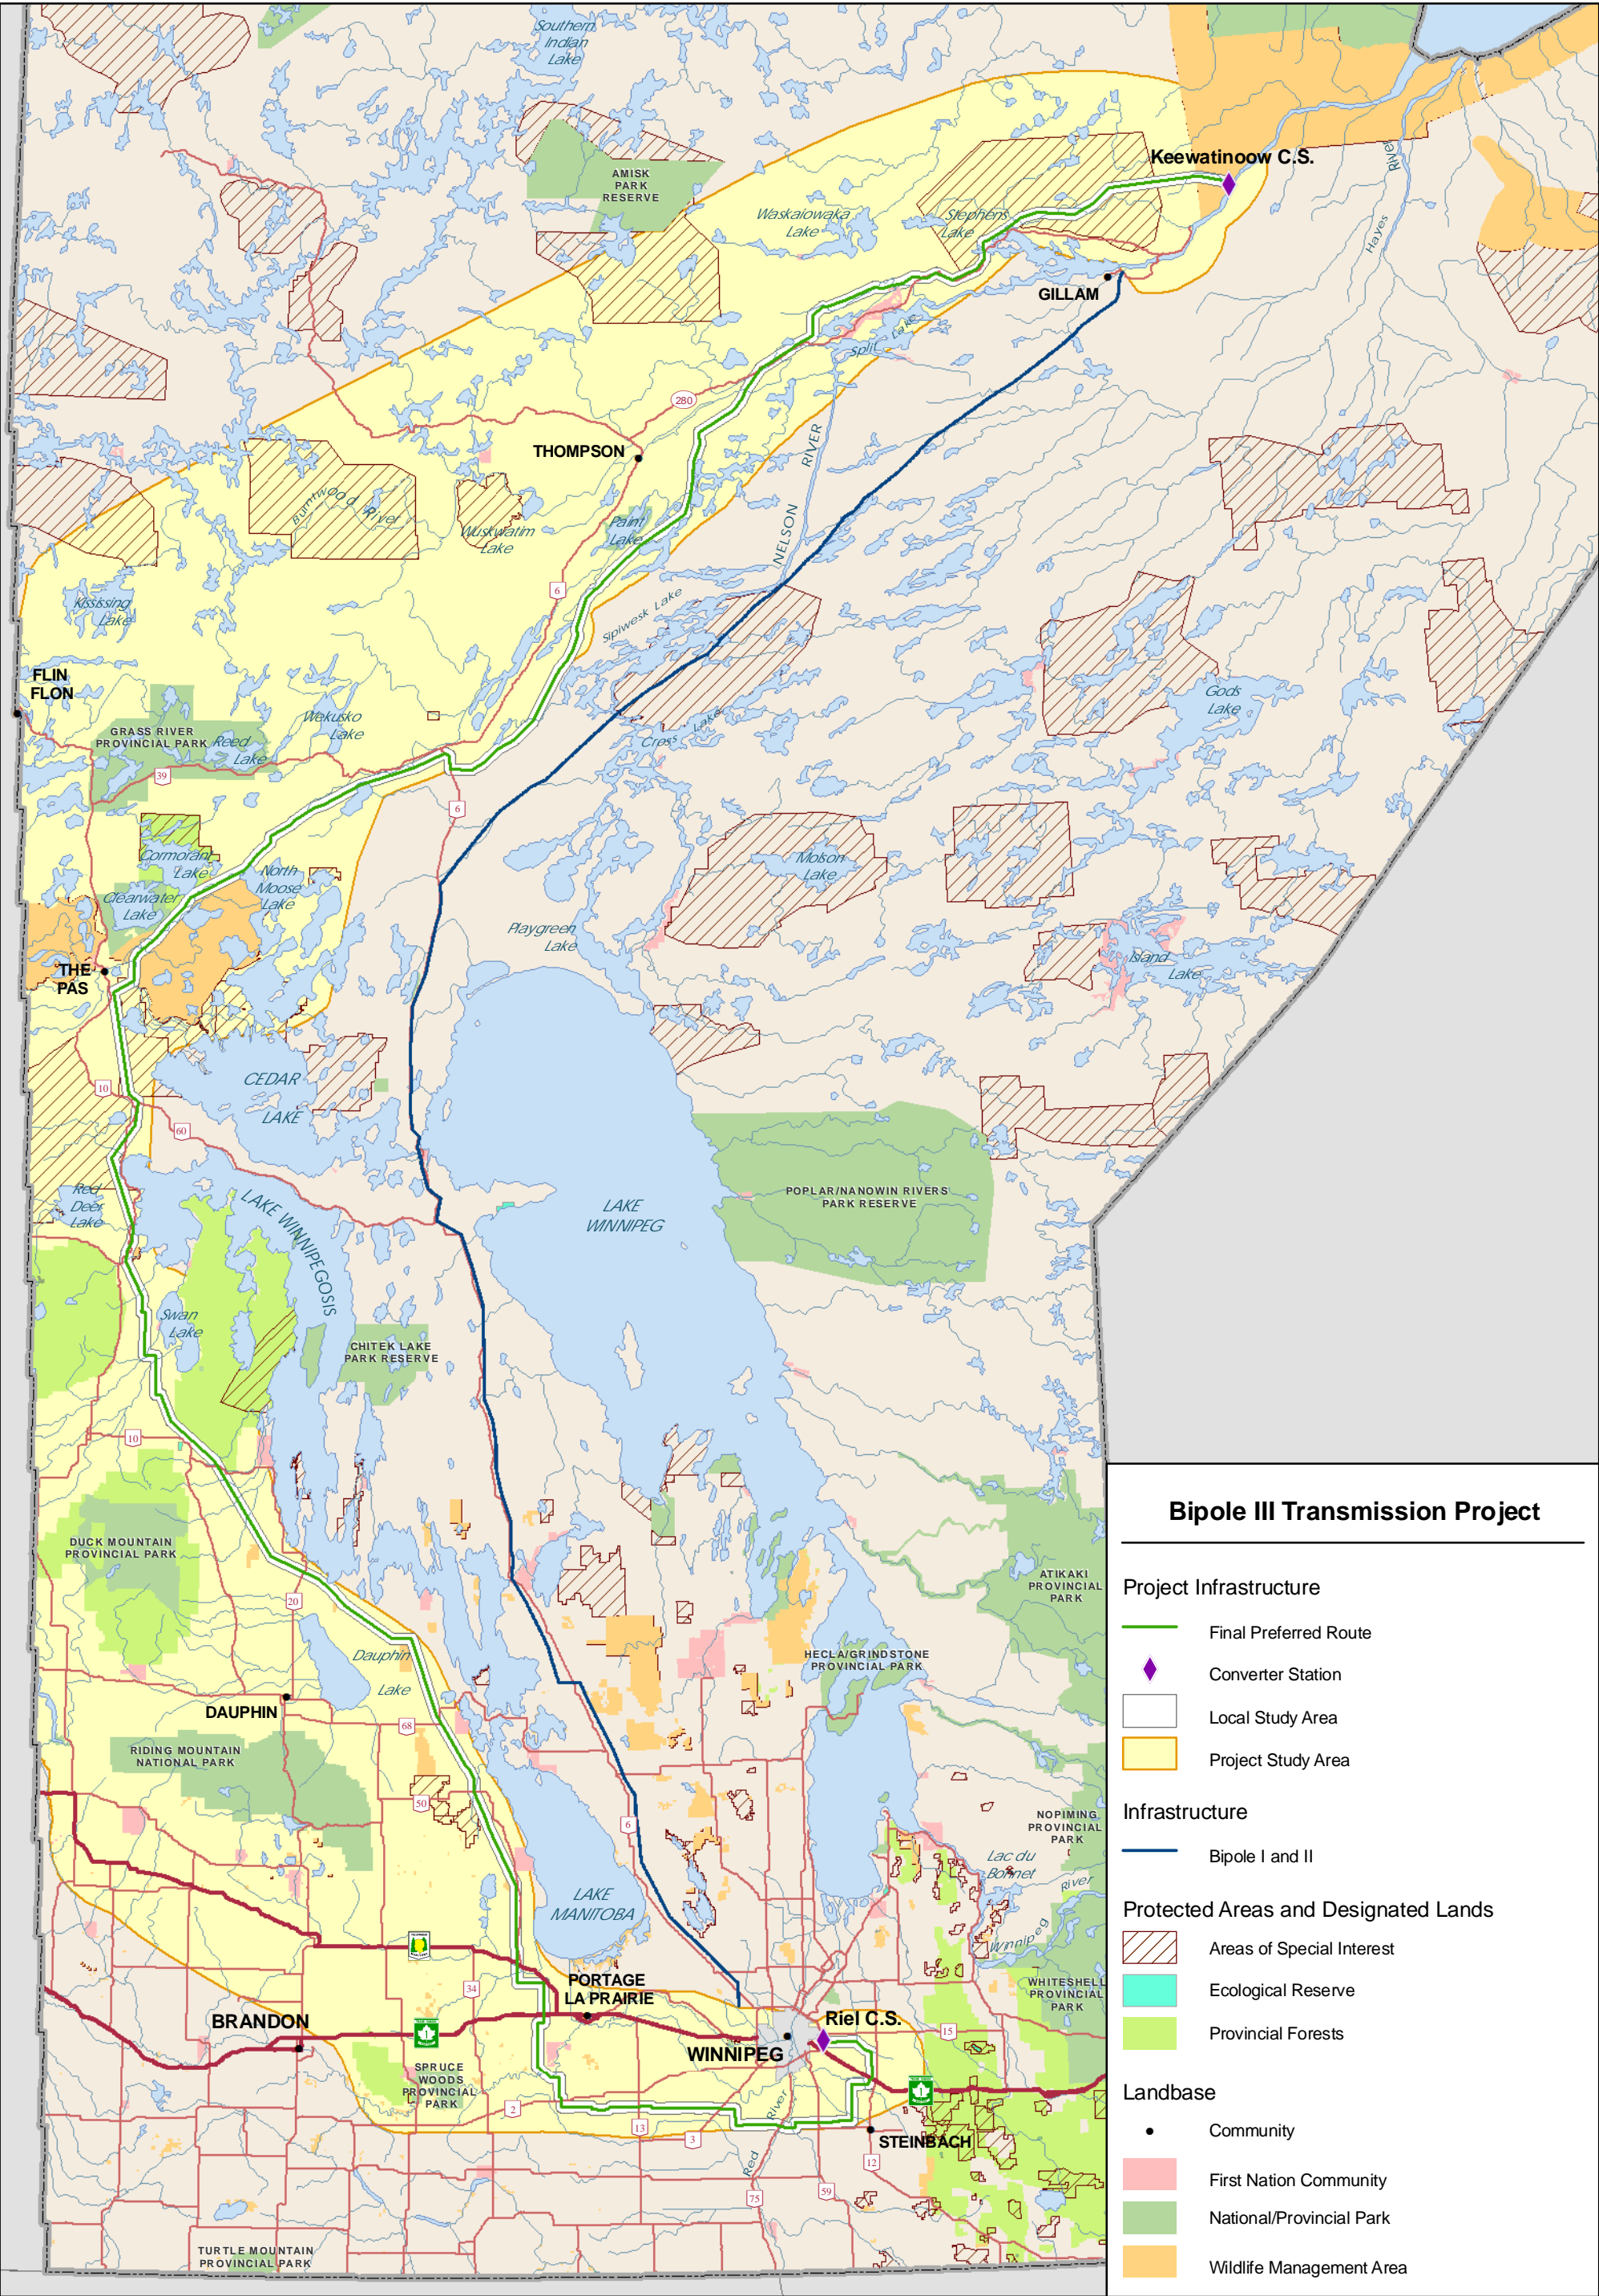 Southern
Indian
Lake
Keewatinoow C.S.
River
AMISK
PARK
RESERVE
Waskaiowaka
Lake
Stephens
Lake
Hayes
GILLAM
Split Lake
280
THOMPSON
RIVER
NELSON
Burntwood River
Wuskwatim
Lake
Paint
Lake
6
Kississing
Lake
Sipiwesk Lake
FLIN
FLON
Gods
Lake
GRASS RIVER
PROVINCIAL PARK
Reed
Lake
Wekusko
Lake
Cross Lake
39
6
Cormorant
Lake
North
Moose
Lake
Molson
Lake
Clearwater
Lake
Playgreen
Lake
Island
Lake
THE
PAS
CEDAR
LAKE
10
60
Red
Deer
Lake
LAKE WINNIPEGOSIS
LAKE
WINNIPEG
POPLAR/NANOWIN RIVERS
PARK RESERVE
Swan
Lake
CHITEK LAKE
PARK RESERVE
10
DUCK MOUNTAIN
PROVINCIAL PARK
20
ATIKAKI
PROVINCIAL
PARK
Dauphin
Lake
HECLA/GRINDSTONE
PROVINCIAL PARK
DAUPHIN
68
RIDING MOUNTAIN
NATIONAL PARK
50
6
NOPIMING
PROVINCIAL
PARK
Lac du
Bonnet
River
Winnipeg
LAKE
MANITOBA
34
PORTAGE
LA PRAIRIE
WHITESHELL
PROVINCIAL
PARK
BRANDON
1
Riel C.S.
15
WINNIPEG
SPRUCE
WOODS
PROVINCIAL
PARK
1
2
13
3
Red River
STEINBACH
12
75
59
TURTLE MOUNTAIN
PROVINCIAL PARK
Bipole III Transmission Project
Project Infrastructure
Final Preferred Route
Converter Station
Local Study Area
Project Study Area
Infrastructure
Bipole I and II
Protected Areas and Designated Lands
Areas of Special Interest
Ecological Reserve
Provincial Forests
Landbase
Community
First Nation Community
National/Provincial Park
Wildlife Management Area